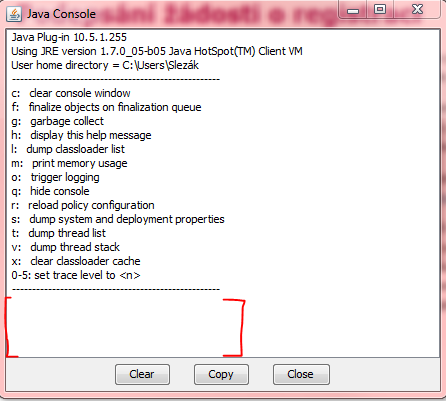 psání žádosti o registraci
Java Console
Java Plug-in 10.5.1.255
Using JRE version 1.7.0_05-b05 Java HotSpot(TM) Client VM
User home directory = C:\Users\Slezák
----------------------------------------------------
c:   clear console window
f:   finalize objects on finalization queue
g:   garbage collect
h:   display this help message
l:   dump classloader list
m:   print memory usage
o:   trigger logging
q:   hide console
r:   reload policy configuration
s:   dump system and deployment properties
t:   dump thread list
v:   dump thread stack
x:   clear classloader cache
0-5: set trace level to <n>
----------------------------------------------------
Clear Copy Close